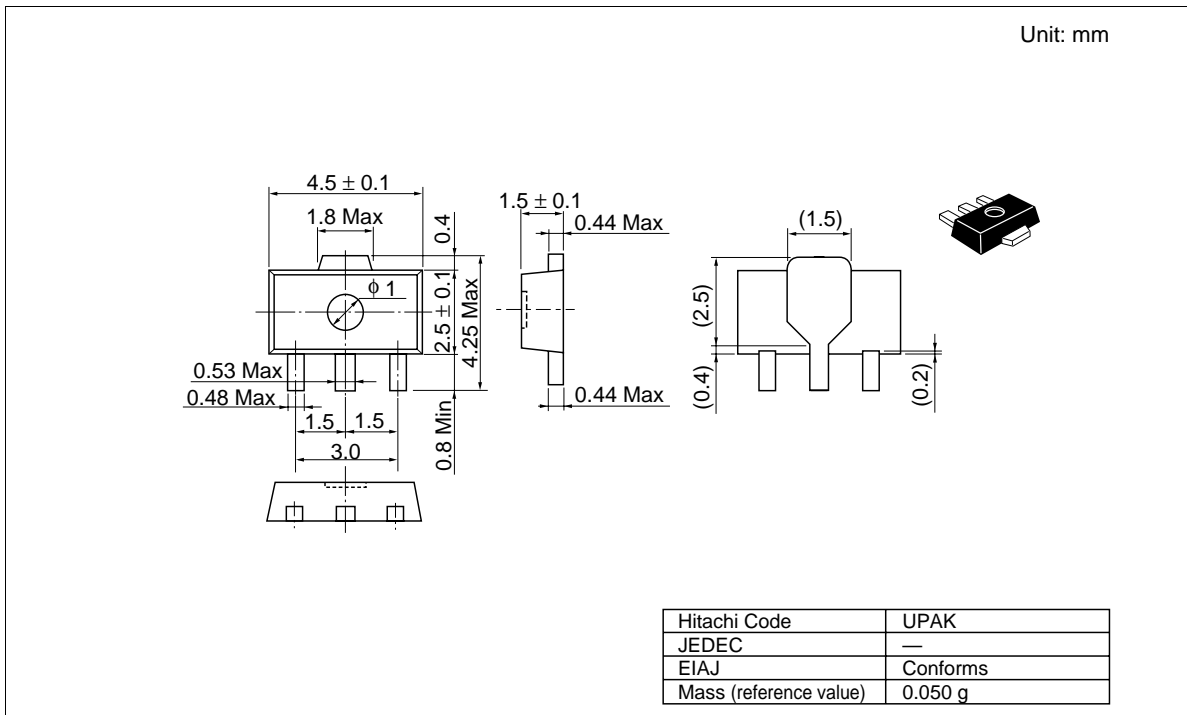 Unit: mm
4.5 ± 0.1
1.8 Max
0.4
φ 1
2.5 ± 0.1
4.25 Max
0.53 Max
0.48 Max
1.5
1.5
3.0
0.8 Min
1.5 ± 0.1
0.44 Max
0.44 Max
(1.5)
(2.5)
(0.4)
(0.2)
Hitachi Code UPAK
JEDEC —
EIAJ Conforms
Mass (reference value) 0.050 g